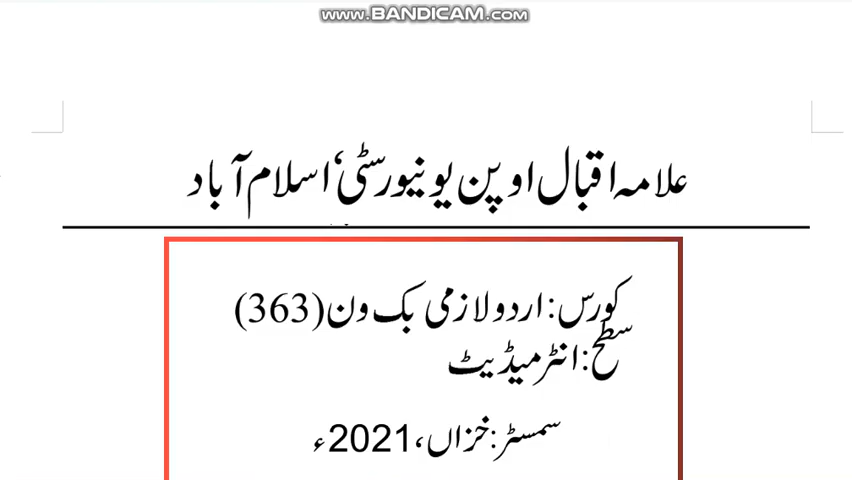 www.BANDICAM.com
علامہ اقبال اوپن یونیورسٹی، اسلام آباد
کورس: اردو لازمی بک ون (363)
سطح: انٹرمیڈیٹ
سمسٹر: خزاں، 2021ء